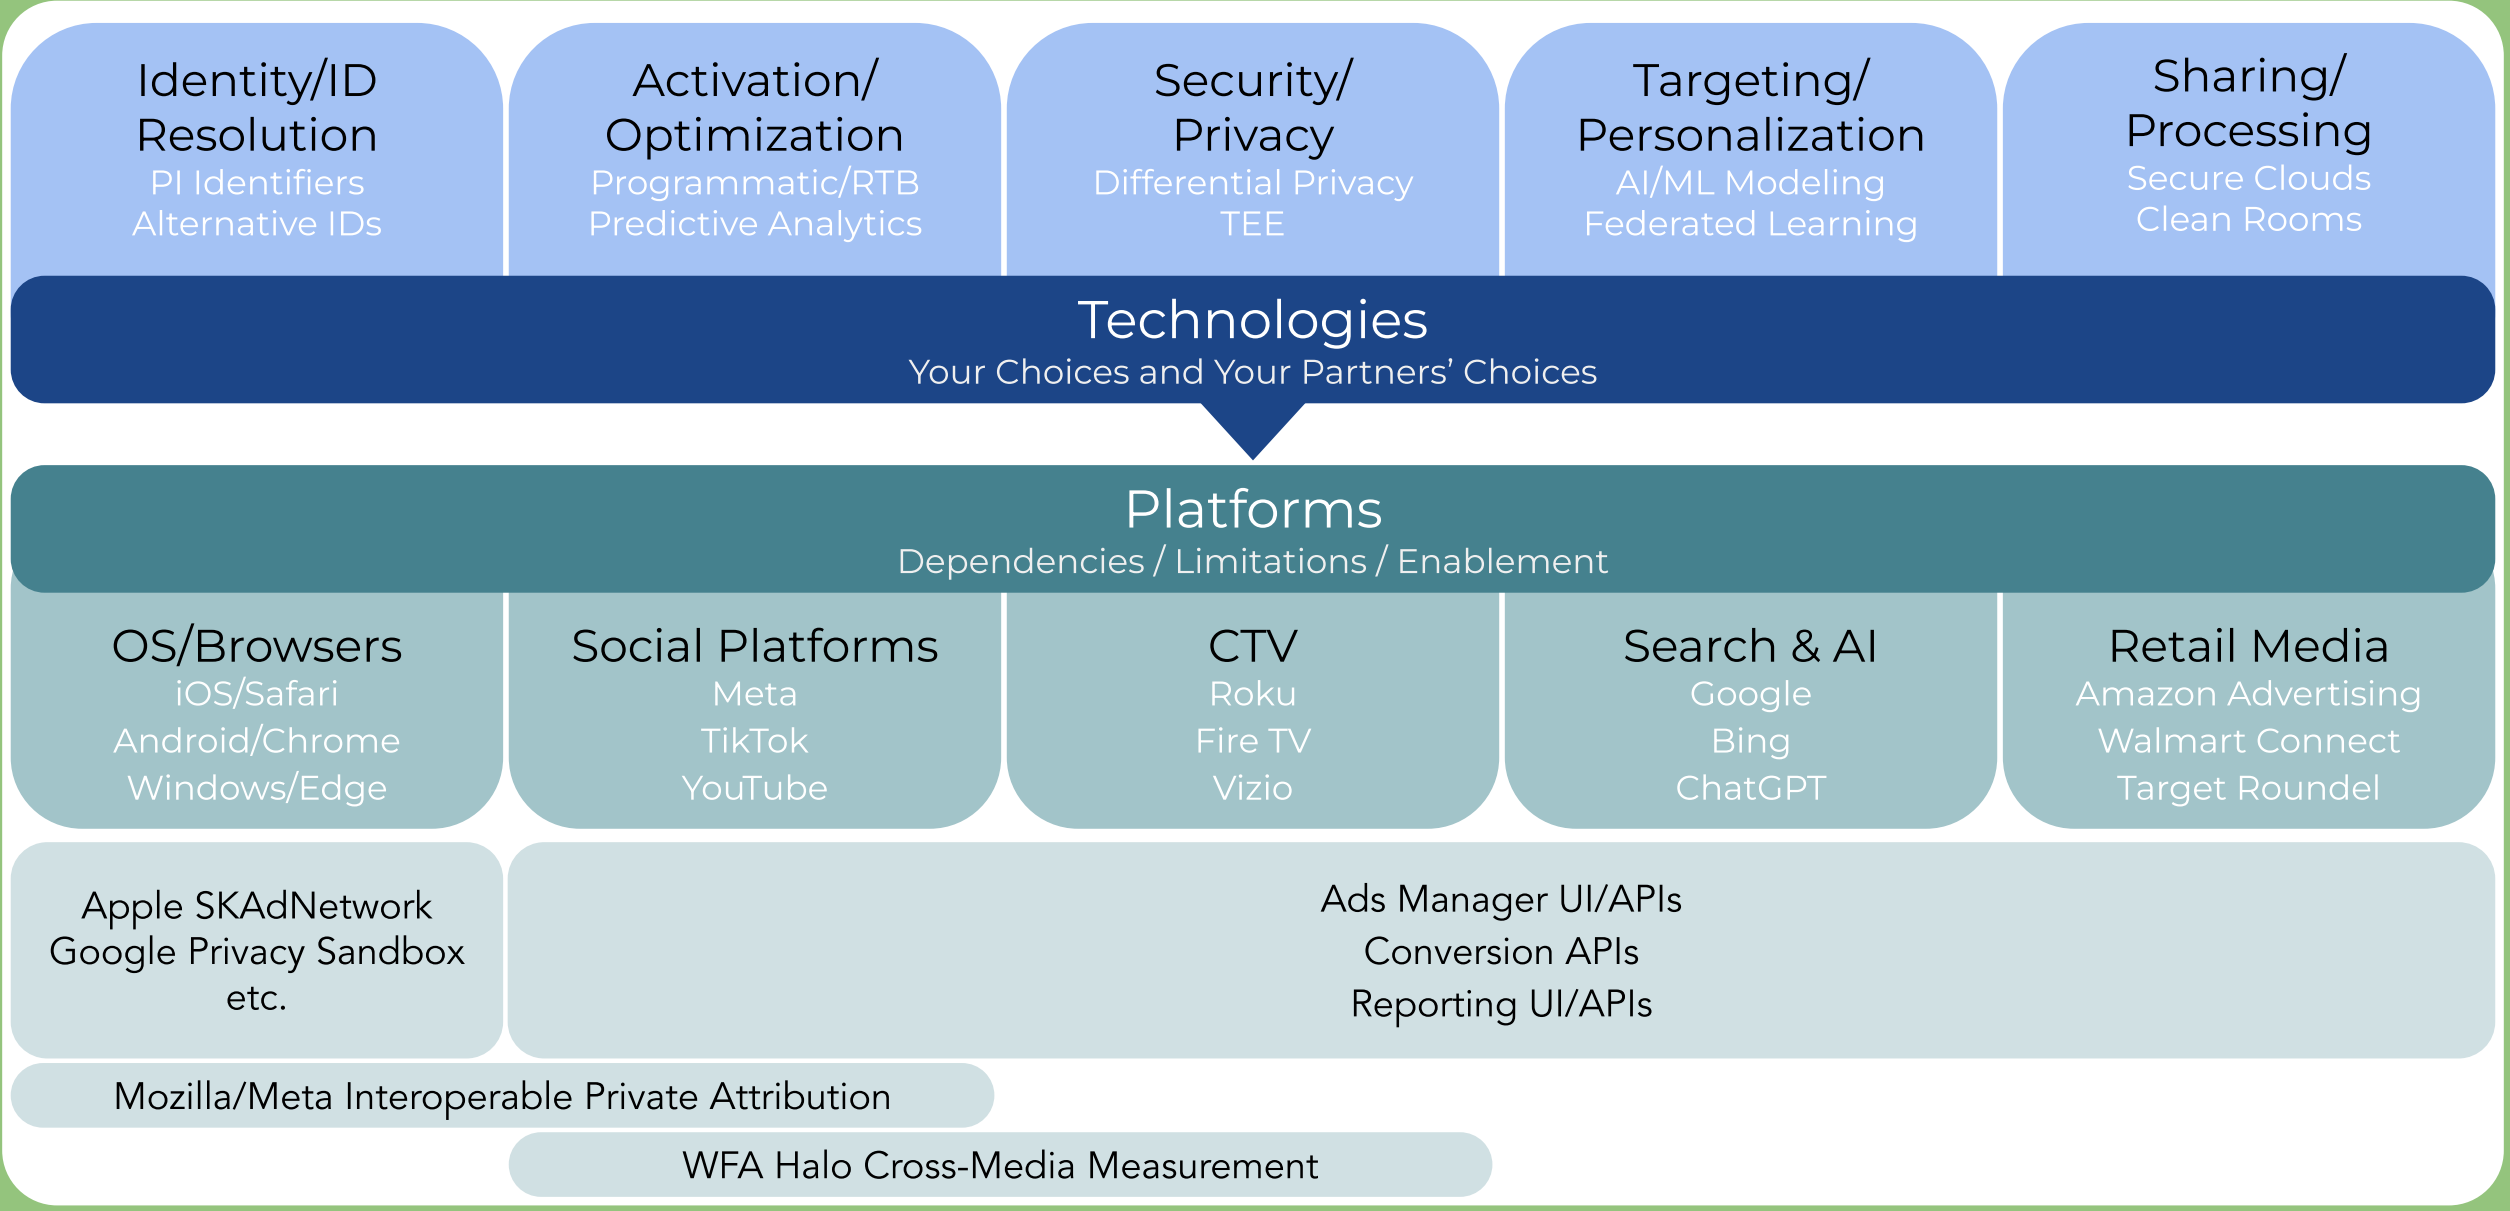 Identity/ID
Resolution
PI Identifiers
Alternative IDs
Activation/
Optimization
Programmatic/RTB
Predictive Analytics
Security/
Privacy
Differential Privacy
TEE
Targeting/
Personalization
AI/ML Modeling
Federated Learning
Sharing/
Processing
Secure Clouds
Clean Rooms
Technologies
Your Choices and Your Partners’ Choices
Platforms
Dependencies / Limitations / Enablement
OS/Browsers
iOS/Safari
Android/Chrome
Windows/Edge
Social Platforms
Meta
TikTok
YouTube
CTV
Roku
Fire TV
Vizio
Search & AI
Google
Bing
ChatGPT
Retail Media
Amazon Advertising
Walmart Connect
Target Roundel
Apple SKAdNetwork
Google Privacy Sandbox
etc.
Ads Manager UI/APIs
Conversion APIs
Reporting UI/APIs
Mozilla/Meta Interoperable Private Attribution
WFA Halo Cross-Media Measurement